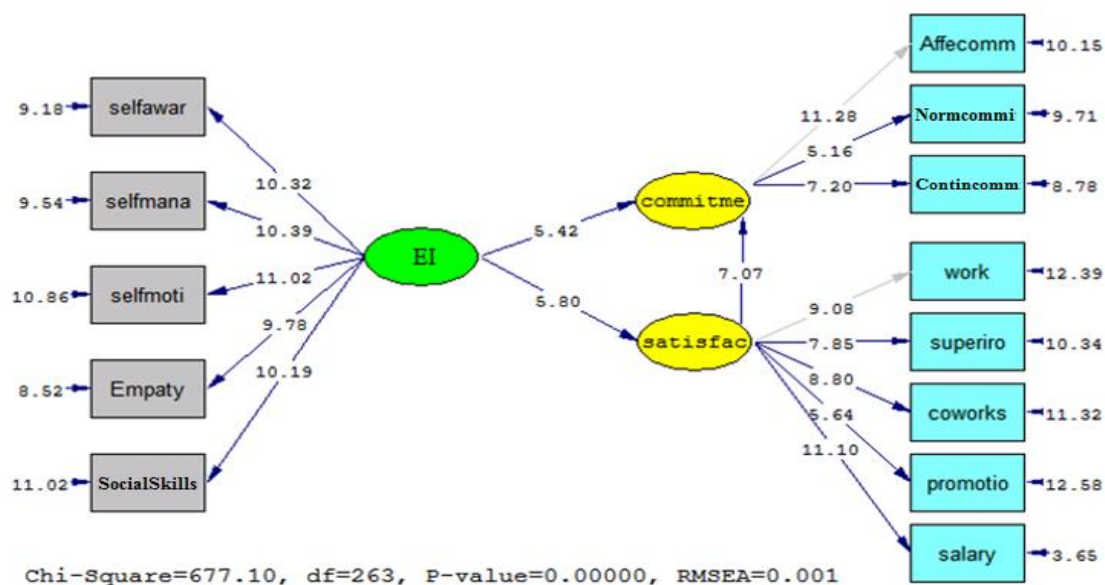 9.18
selfawar
10.32
9.54
selfmana
10.39
10.86
selfmoti
11.02
8.52
Empaty
9.78
11.02
SocialSkills
10.19
EI
5.42
5.80
commitme
7.07
satisfac
11.28
Affecomm
10.15
5.16
Normcommi
9.71
7.20
Contincomm
8.78
9.08
work
12.39
7.85
superiro
10.34
8.80
coworks
11.32
5.64
promotio
12.58
11.10
salary
3.65
Chi-Square=677.10, df=263, P-value=0.00000, RMSEA=0.001